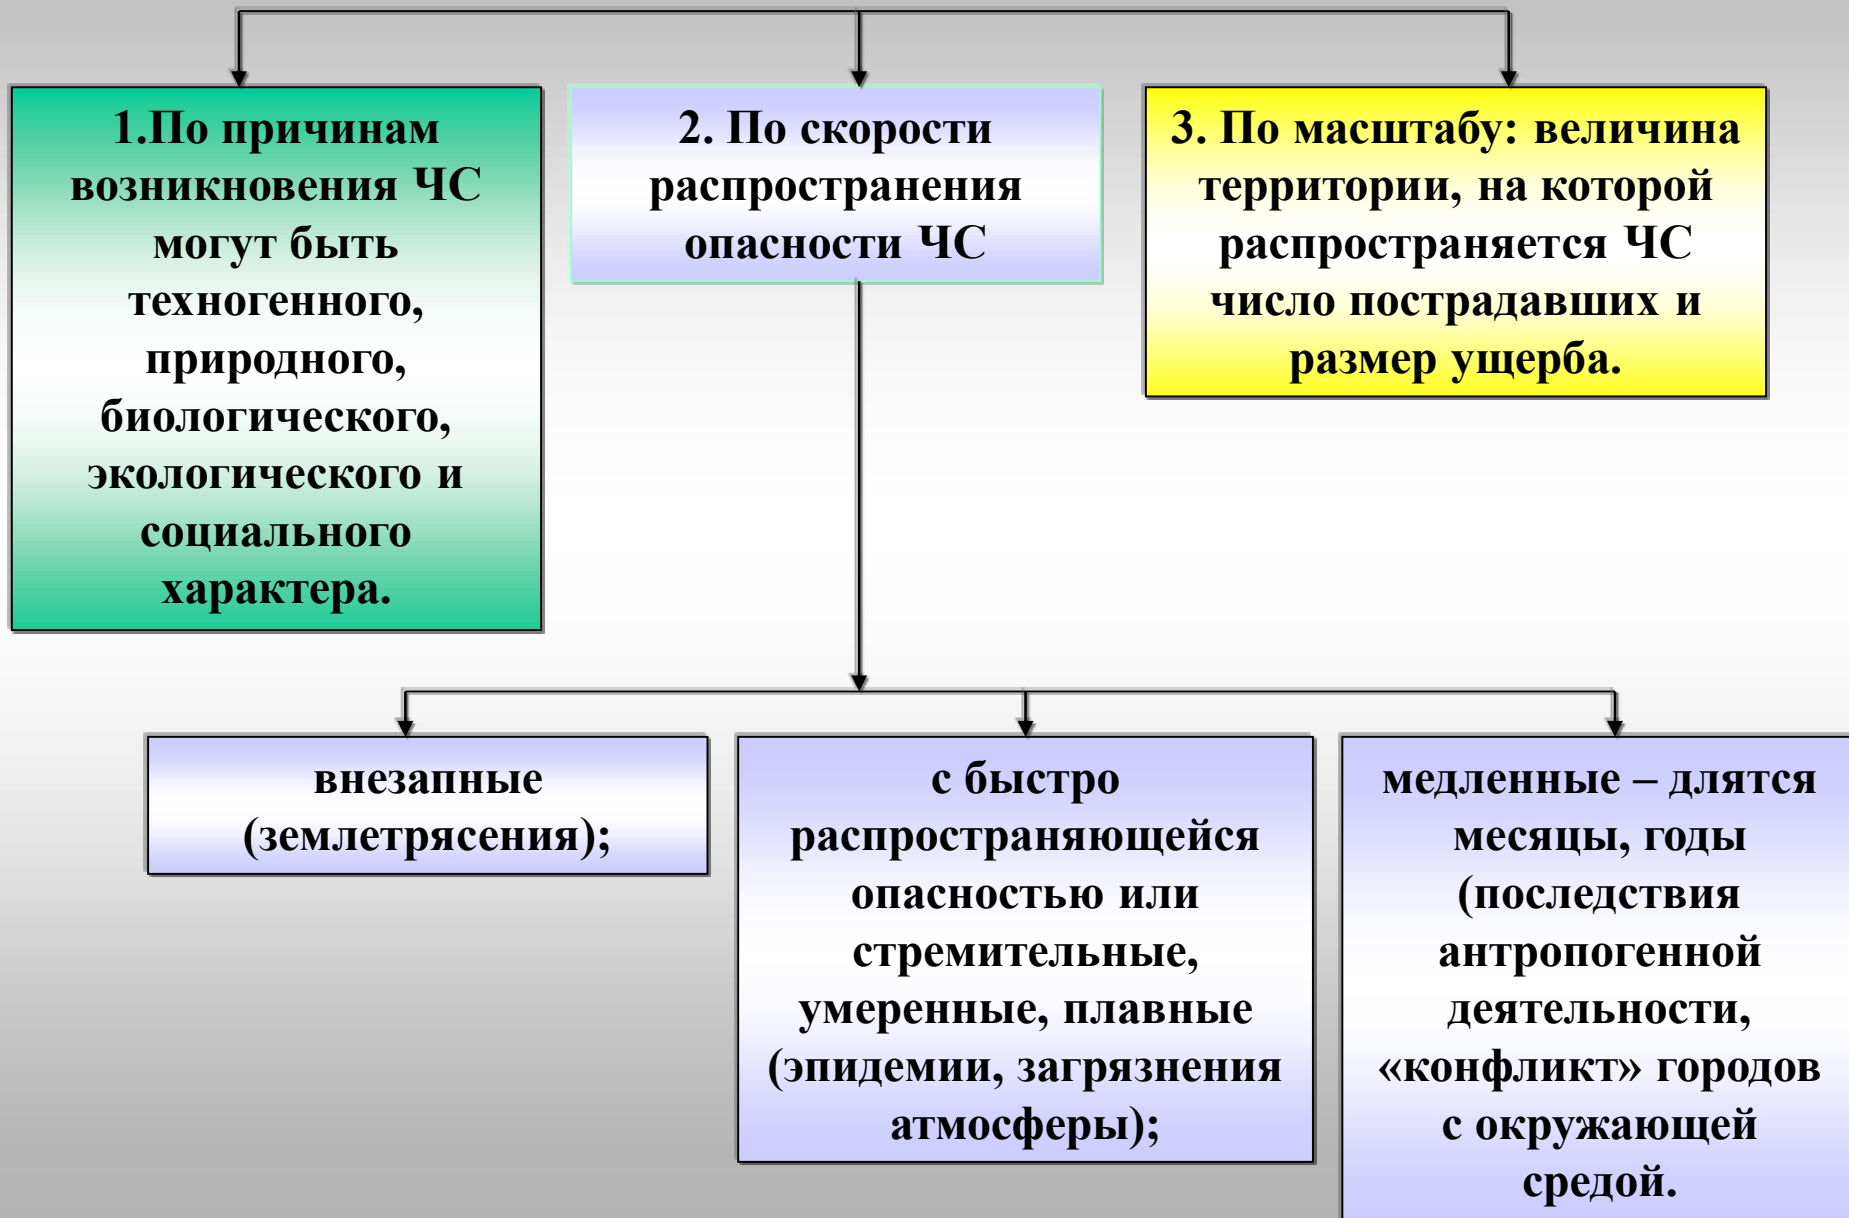 1.По причинам
возникновения ЧС
могут быть
техногенного,
природного,
биологического,
экологического и
социального
характера.
2. По скорости
распространения
опасности ЧС
3. По масштабу: величина
территории, на которой
распространяется ЧС
число пострадавших и
размер ущерба.
внезапные
(землетрясения);
с быстро
распространяющейся
опасностью или
стремительные,
умеренные, плавные
(эпидемии, загрязнения
атмосферы);
медленные – длятся
месяцы, годы
(последствия
антропогенной
деятельности,
«конфликт» городов
с окружающей
средой.